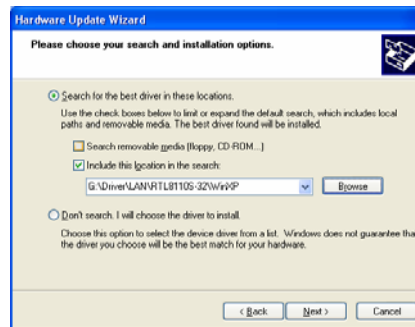 Hardware Update Wizard
Please choose your search and installation options.
Search for the best driver in these locations.
Use the check boxes below to limit or expand the default search, which includes local
paths and removable media. The best driver found will be installed.
Search removable media (floppy, CD-ROM...)
Include this location in the search:
G:\Driver\LAN\RTL8110S-32\WinXP
Browse
Don't search. I will choose the driver to install.
Choose this option to select the device driver from a list. Windows does not guarantee tha
the driver you choose will be the best match for your hardware.
< Back
Next >
Cancel